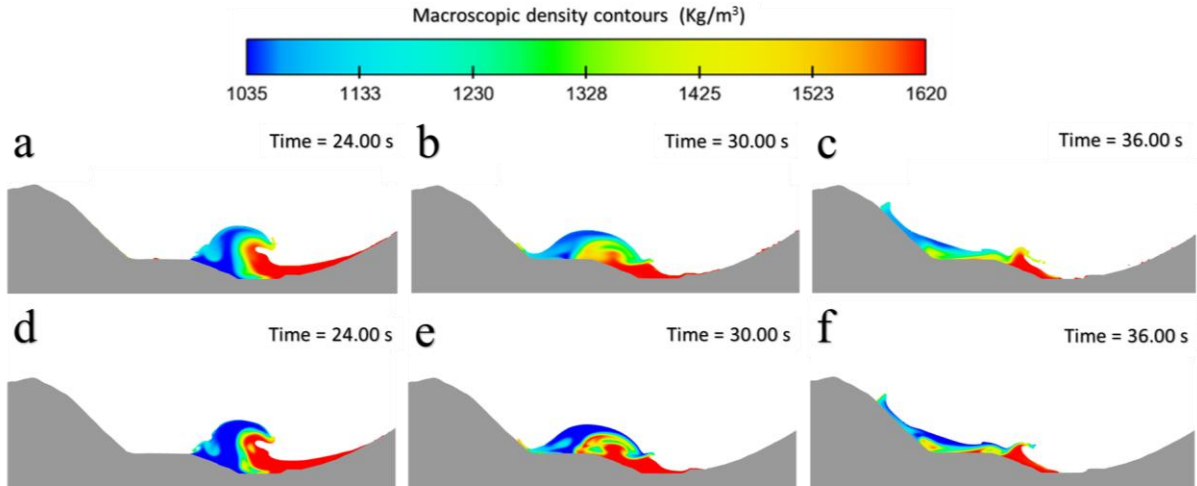 Macroscopic density contours (Kg/m³)
1035 1133 1230 1328 1425 1523 1620
a Time = 24.00 s b Time = 30.00 s c Time = 36.00 s
d Time = 24.00 s e Time = 30.00 s f Time = 36.00 s